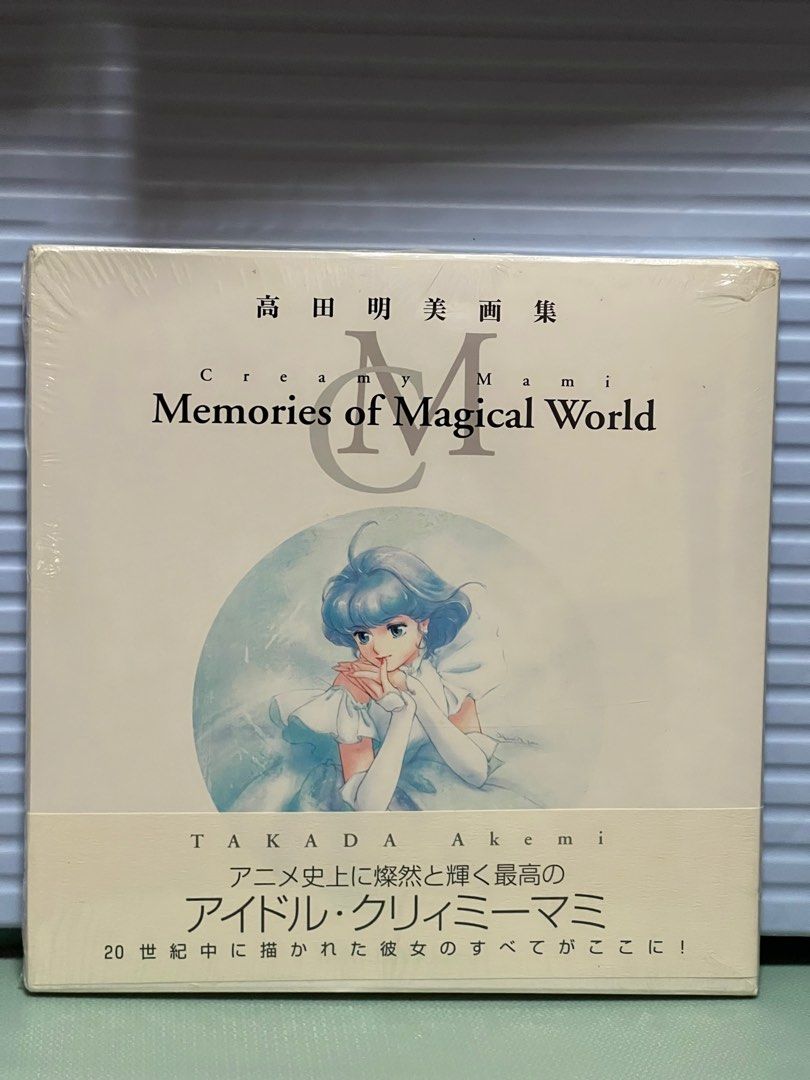 高田明美画集
MC
Creamy Mami
Memories of Magical World
TAKADA Akemi
アニメ史上に燦然と輝く最高の
アイドル・クリィミーマミ
20世紀中に描かれた彼女のすべてがここに!